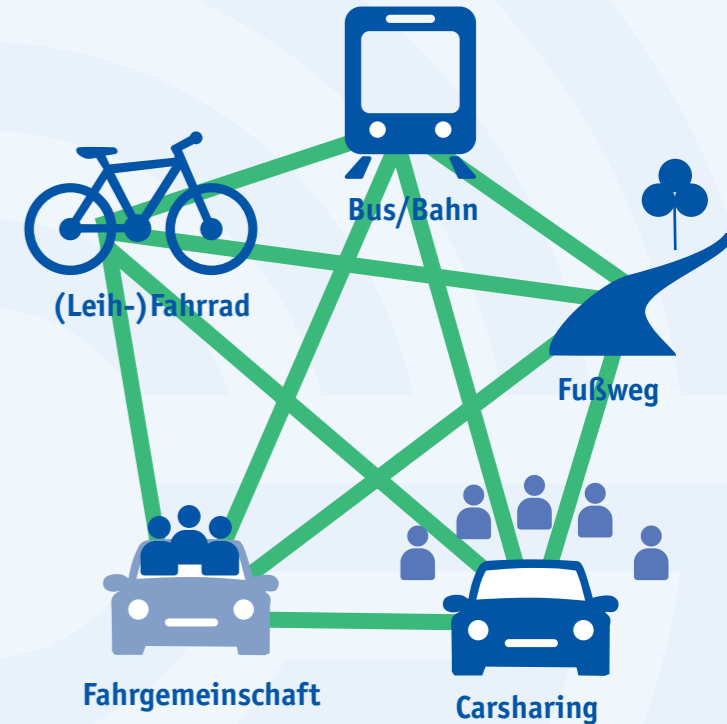 Bus/Bahn
(Leih-)Fahrrad
Fußweg
Fahrgemeinschaft
Carsharing